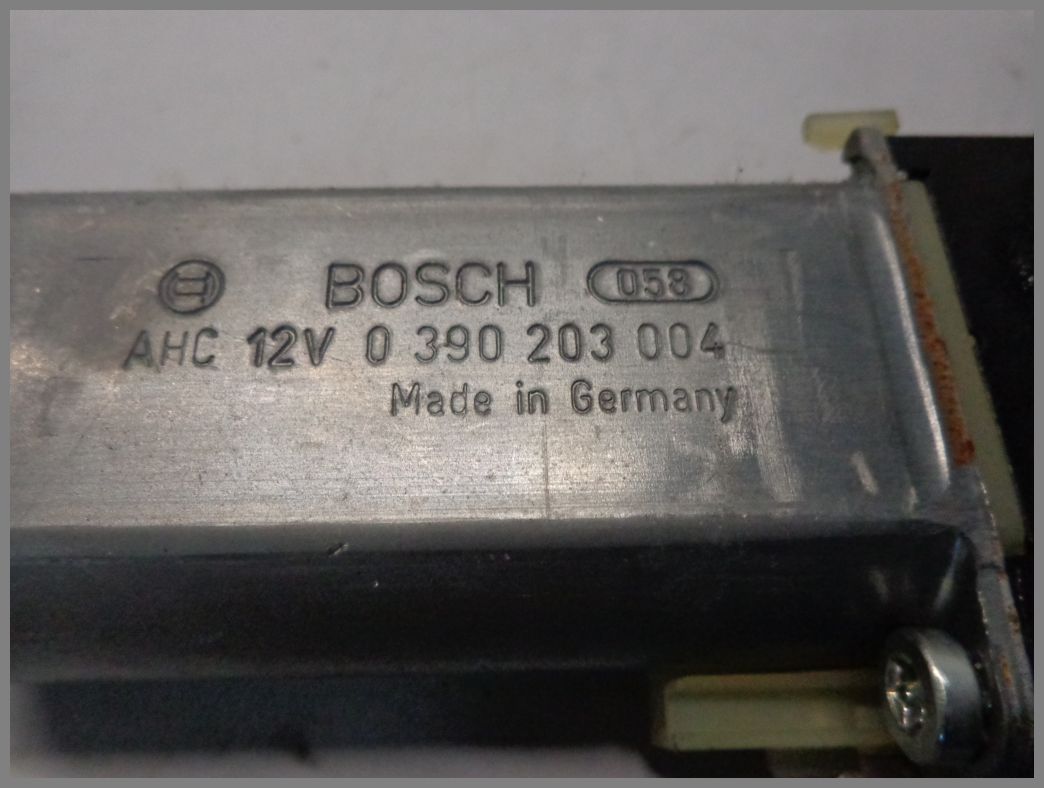 BOSCH 058
AHC 12V 0 390 203 004
Made in Germany